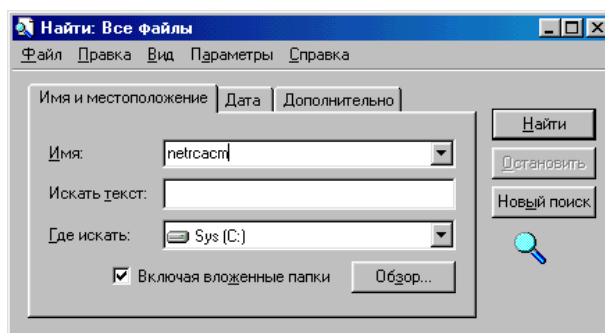 Найти: Все файлы
Файл Правка Вид Параметры Справка
Имя и местоположение Дата Дополнительно
Имя: netrcacm
Искать текст:
Где искать: Sys (C:)
Включая вложенные папки Обзор...
Найти
Остановить
Новый поиск